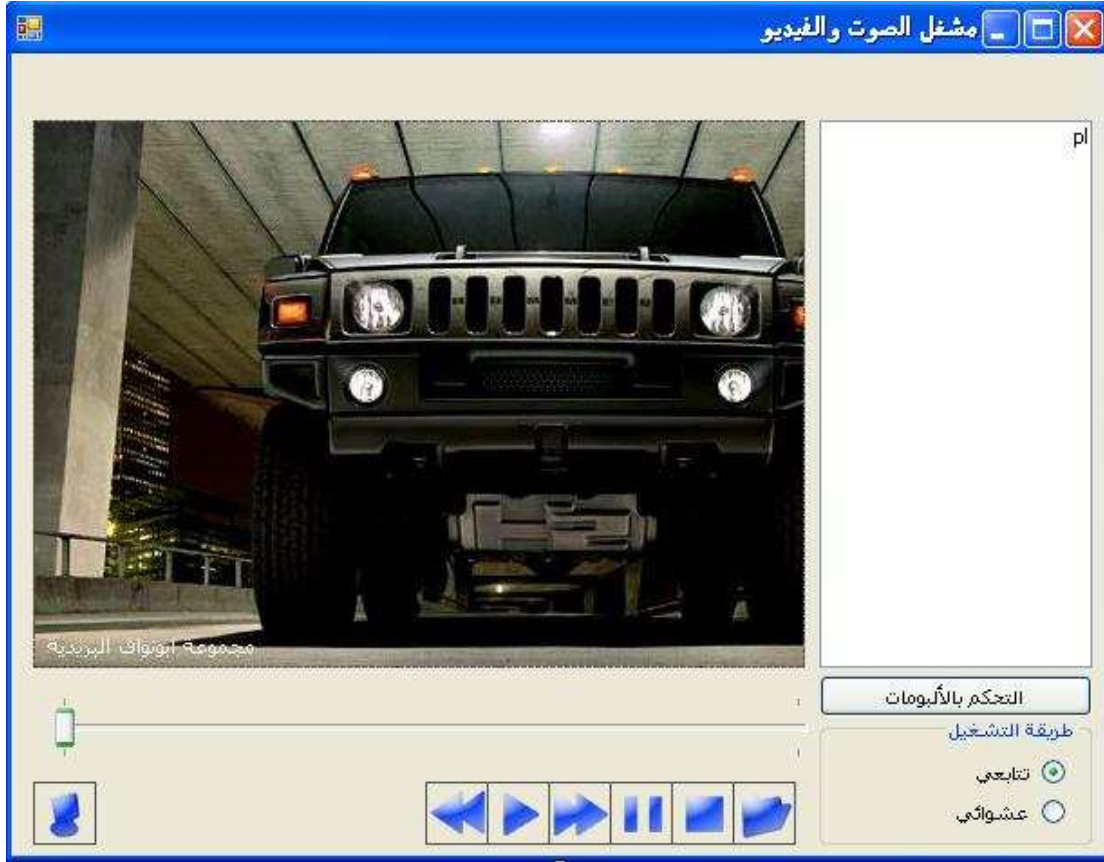 مشغل الصوت والفيديو
pl
مجموعة ابونواف البريدية
التحكم بالألبومات
طريقة التشغيل
تتابعي
عشوائي